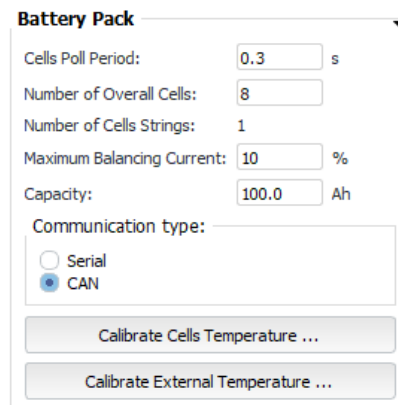 Battery Pack
Cells Poll Period: 0.3 s
Number of Overall Cells: 8
Number of Cells Strings: 1
Maximum Balancing Current: 10 %
Capacity: 100.0 Ah
Communication type:
Serial
CAN
Calibrate Cells Temperature ...
Calibrate External Temperature ...